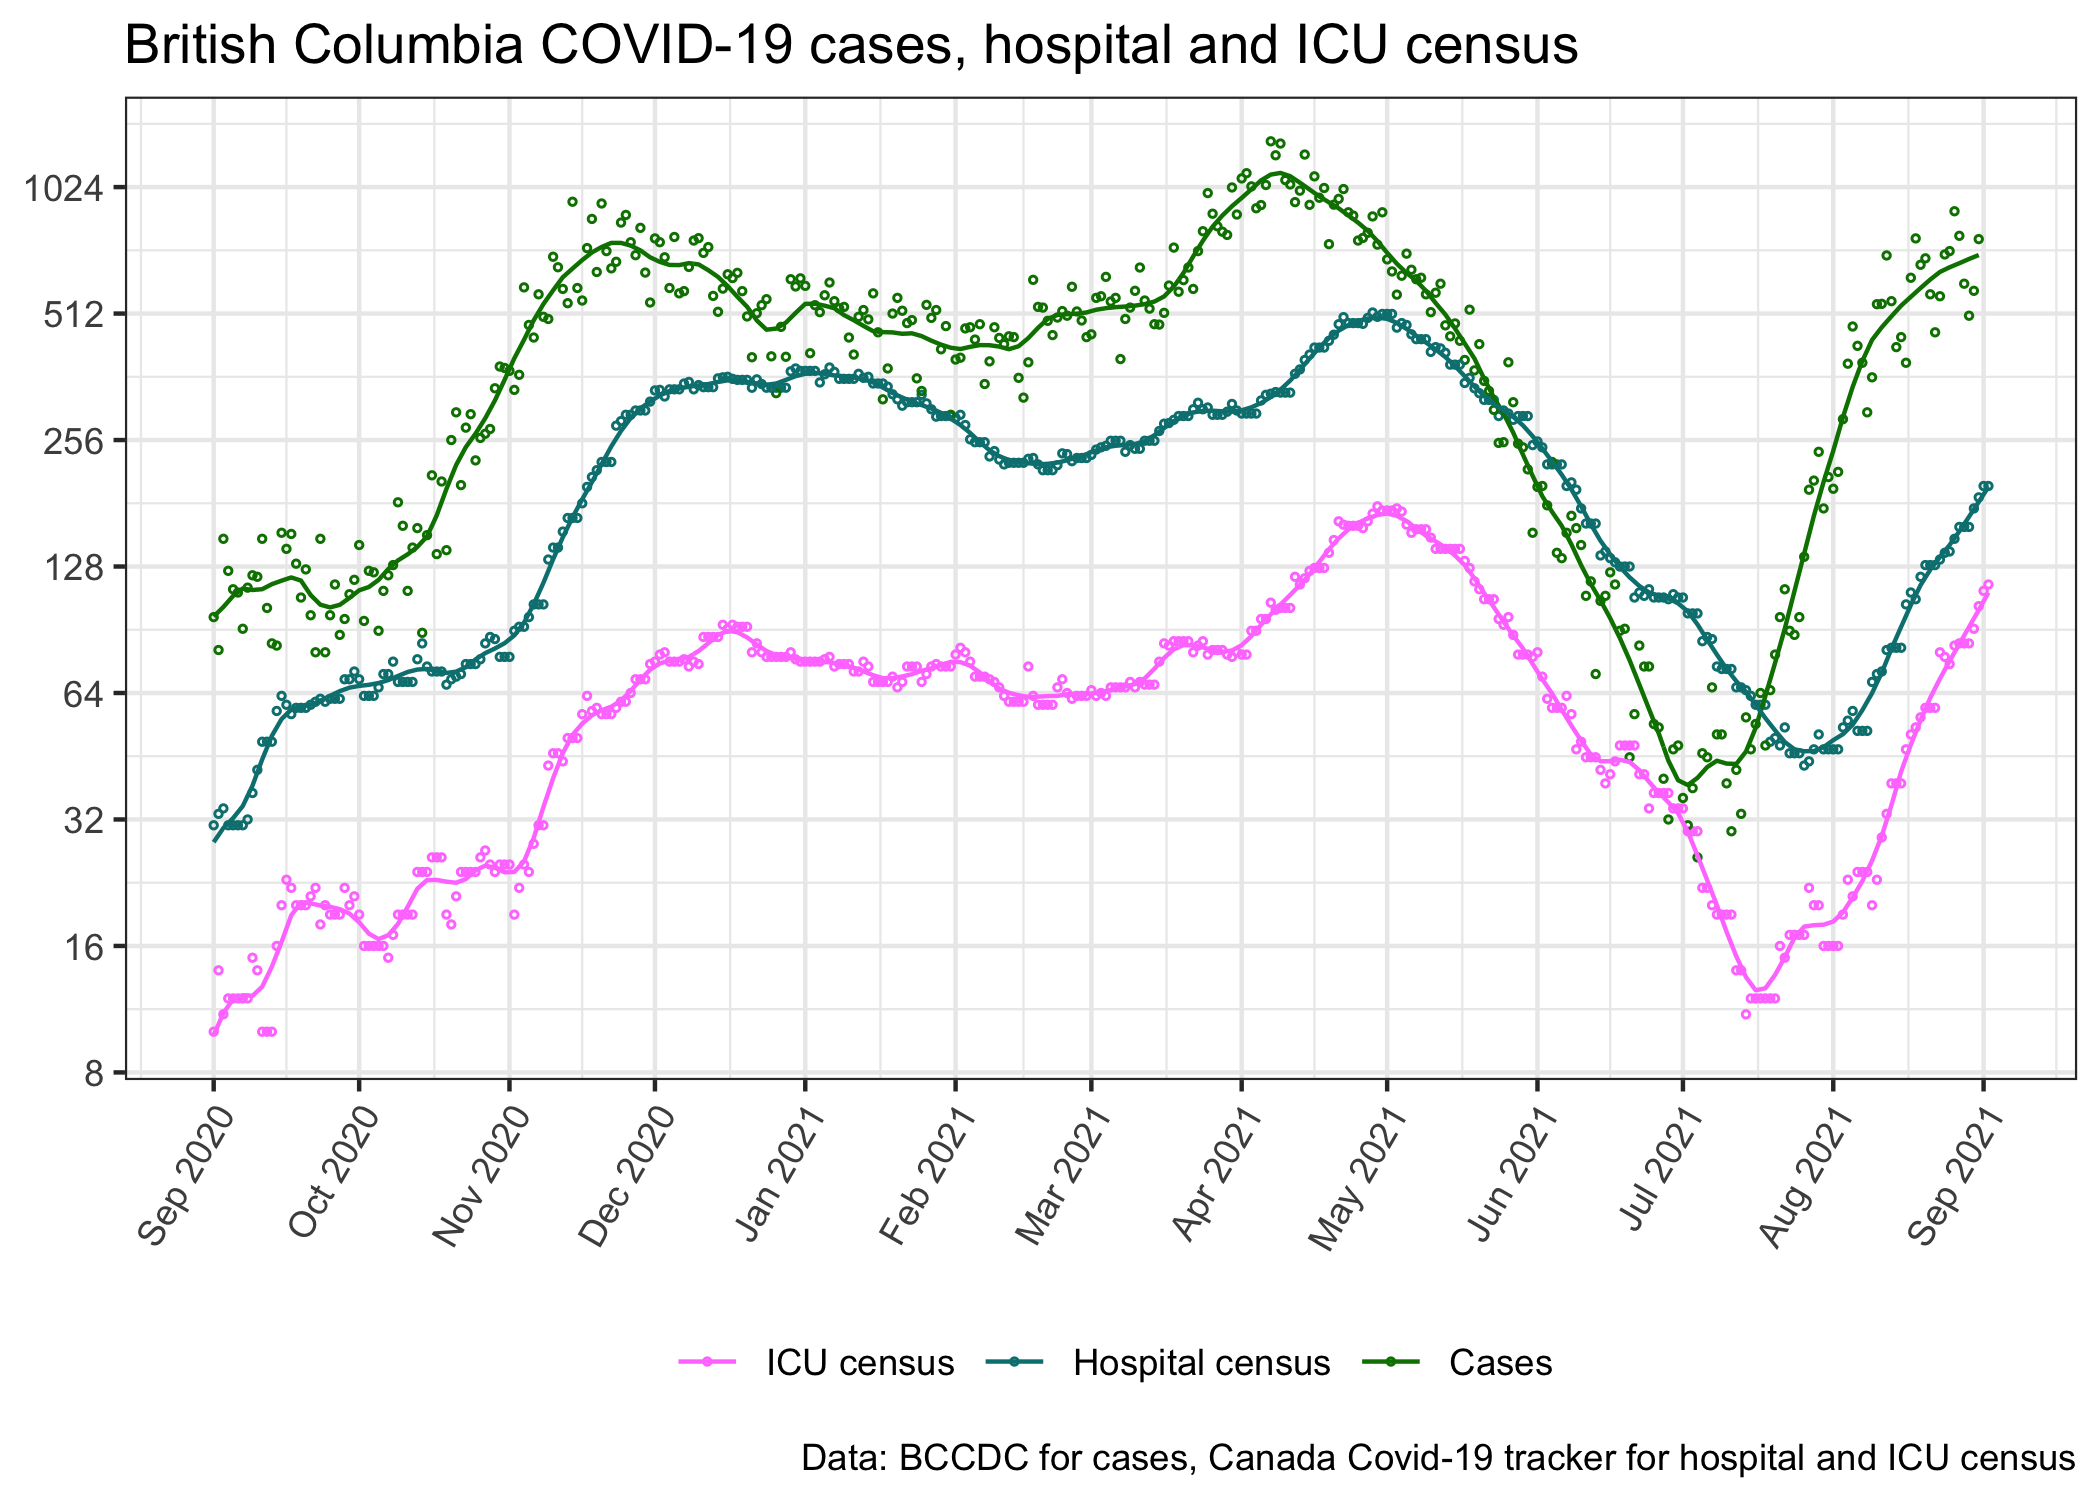 British Columbia COVID-19 cases, hospital and ICU census
1024
512
256
128
64
32
16
8
Sep 2020
Oct 2020
Nov 2020
Dec 2020
Jan 2021
Feb 2021
Mar 2021
Apr 2021
May 2021
Jun 2021
Jul 2021
Aug 2021
Sep 2021
ICU census
Hospital census
Cases
Data: BCCDC for cases, Canada Covid-19 tracker for hospital and ICU census